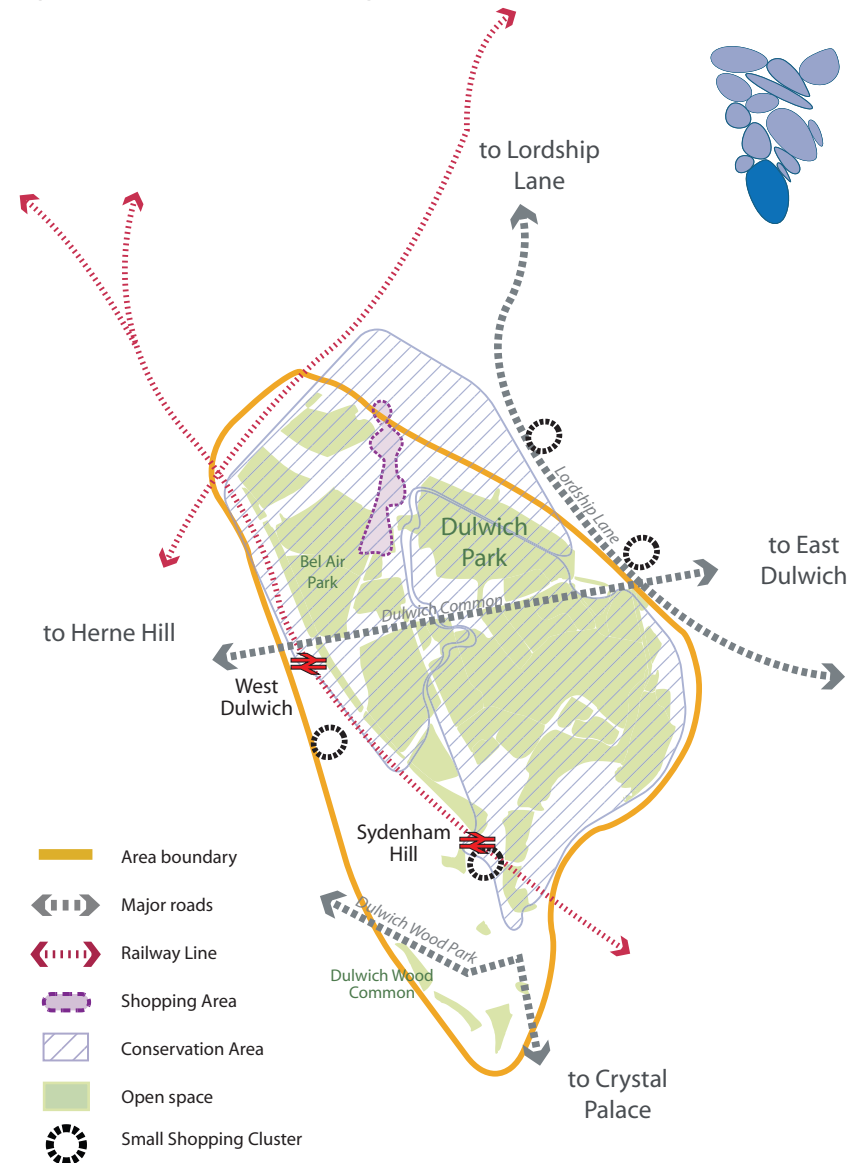 to Lordship
Lane
Lordship Lane
Dulwich
Park
to East
Dulwich
Bel Air
Park
Dulwich Common
to Herne Hill
West
Dulwich
Sydenham
Hill
Dulwich Wood Park
Dulwich Wood
Common
to Crystal
Palace
Area boundary
Major roads
Railway Line
Shopping Area
Conservation Area
Open space
Small Shopping Cluster